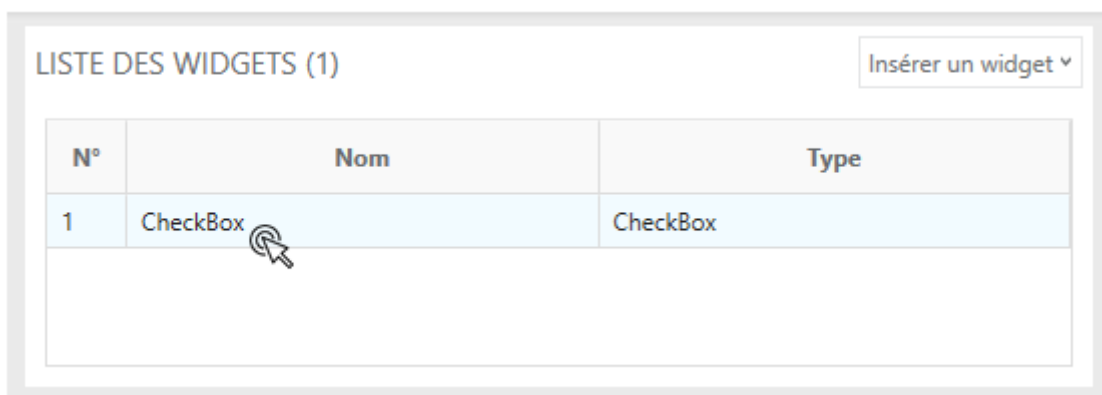 LISTE DES WIDGETS (1)
Insérer un widget
N° Nom Type
1 CheckBox CheckBox